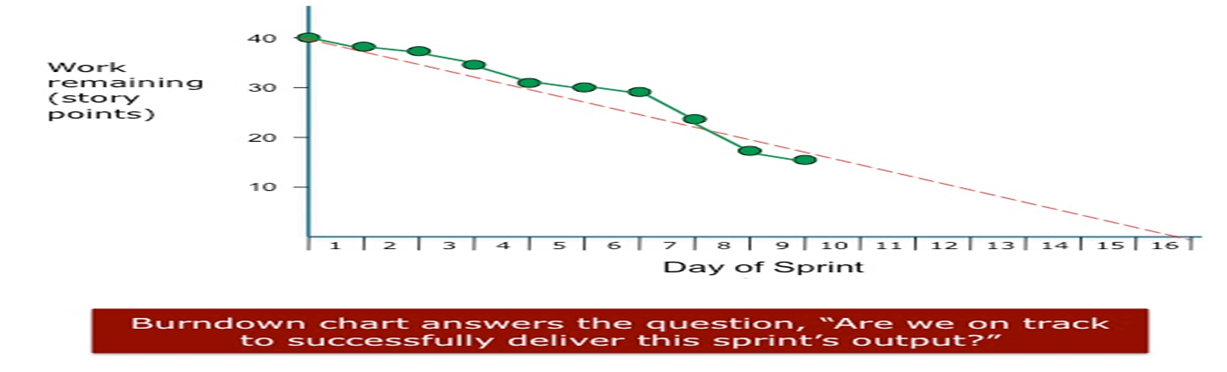 40
Work
remaining
(story
points)
30
20
10
1 2 3 4 5 6 7 8 9 10 11 12 13 14 15 16
Day of Sprint
Burndown chart answers the question, “Are we on track
to successfully deliver this sprint’s output?”